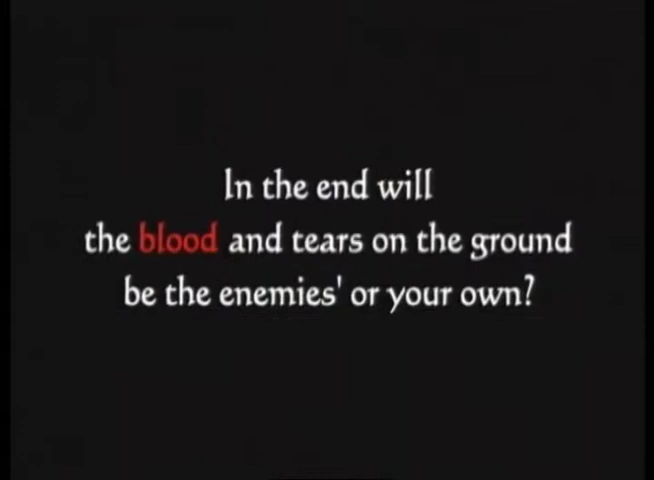 In the end will
the blood and tears on the ground
be the enemies' or your own?